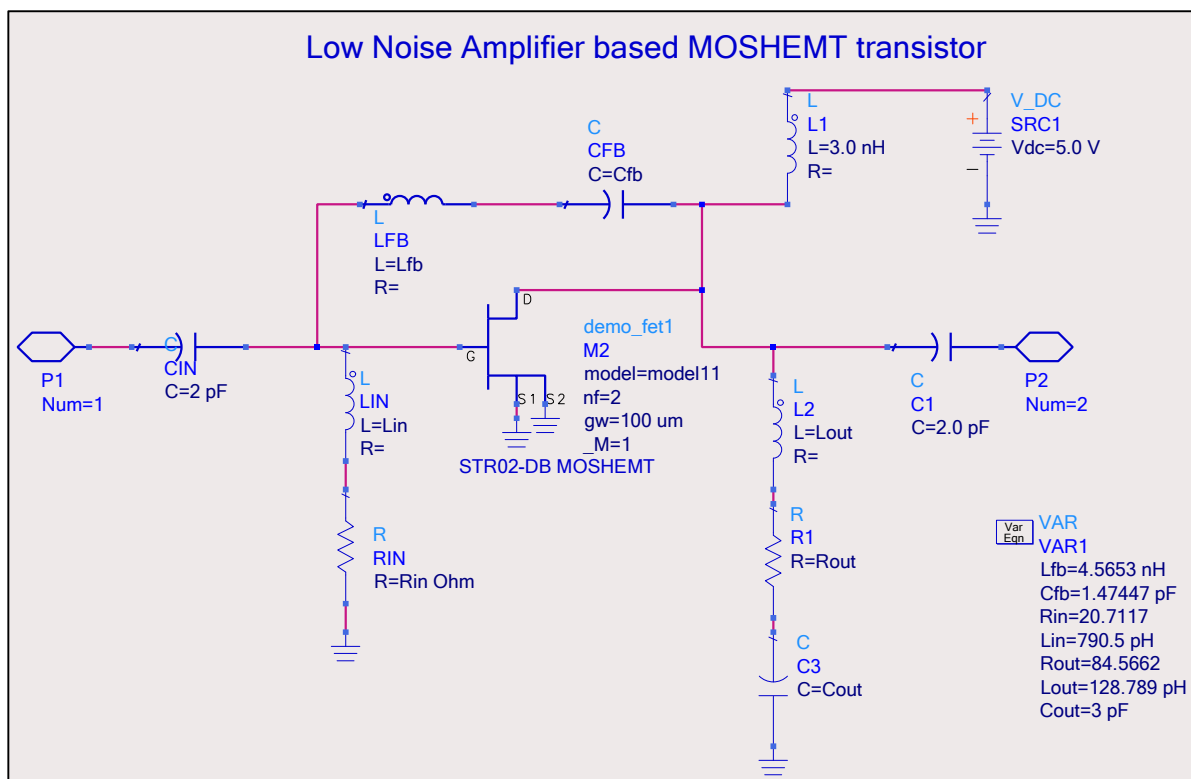 Low Noise Amplifier based MOSHEMT transistor
L
L1
L=3.0 nH
R=
V_DC
SRC1
Vdc=5.0 V
+
−
C
CFB
C=Cfb
L
LFB
L=Lfb
R=
D
G
S1
S2
demo_fet1
M2
model=model11
nf=2
gw=100 um
_M=1
STR02-DB MOSHEMT
P1
Num=1
C
CIN
C=2 pF
L
LIN
L=Lin
R=
R
RIN
R=Rin Ohm
L
L2
L=Lout
R=
C
C1
C=2.0 pF
P2
Num=2
R
R1
R=Rout
C
C3
C=Cout
Var
Eqn
VAR
VAR1
Lfb=4.5653 nH
Cfb=1.47447 pF
Rin=20.7117
Lin=790.5 pH
Rout=84.5662
Lout=128.789 pH
Cout=3 pF